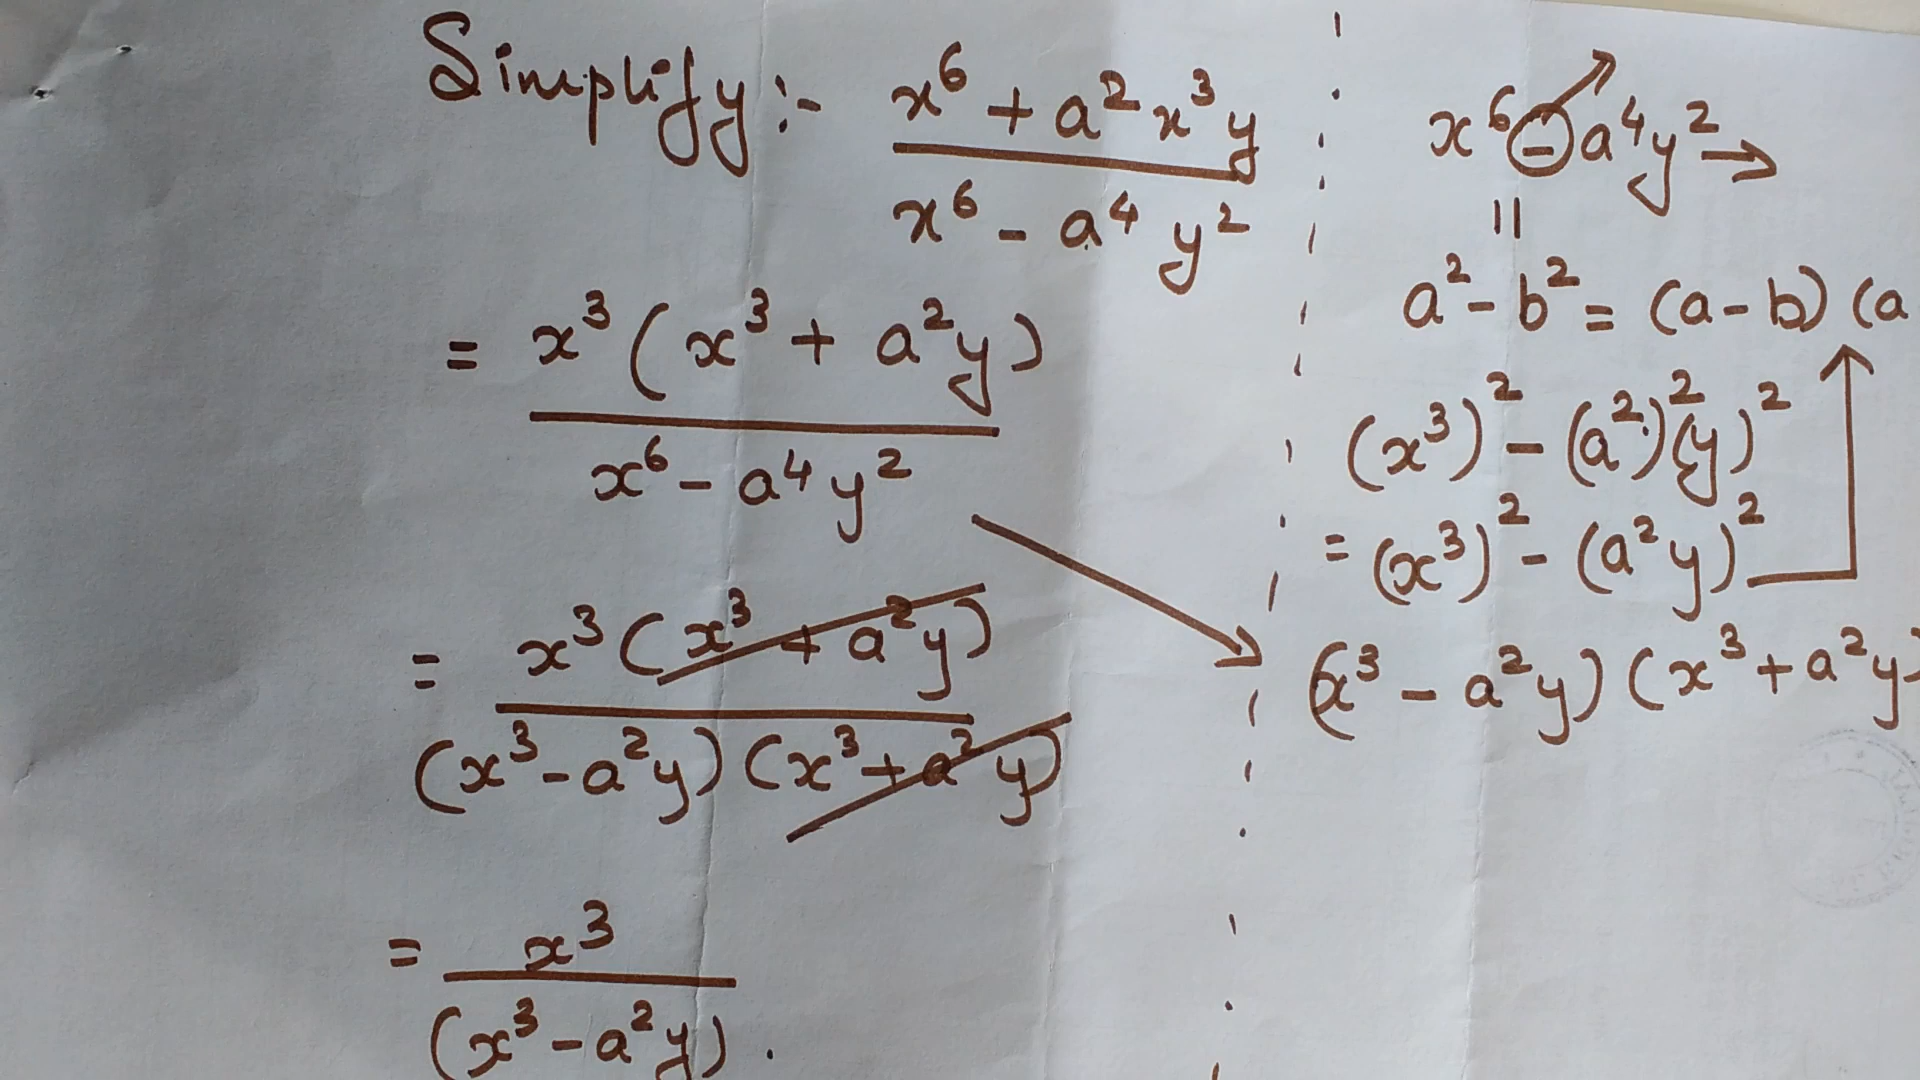 Simplify :- x⁶ + a²x³y / x⁶ - a⁴y²
= x³(x³ + a²y) / x⁶ - a⁴y²
= x³(x³ + a²y) / (x³ - a²y)(x³ + a²y)
= x³ / (x³ - a²y).
x⁶ - a⁴y² →
||
a² - b² = (a - b)(a
(x³)² - (a²)²(y)²
= (x³)² - (a²y)²
(x³ - a²y)(x³ + a²y)